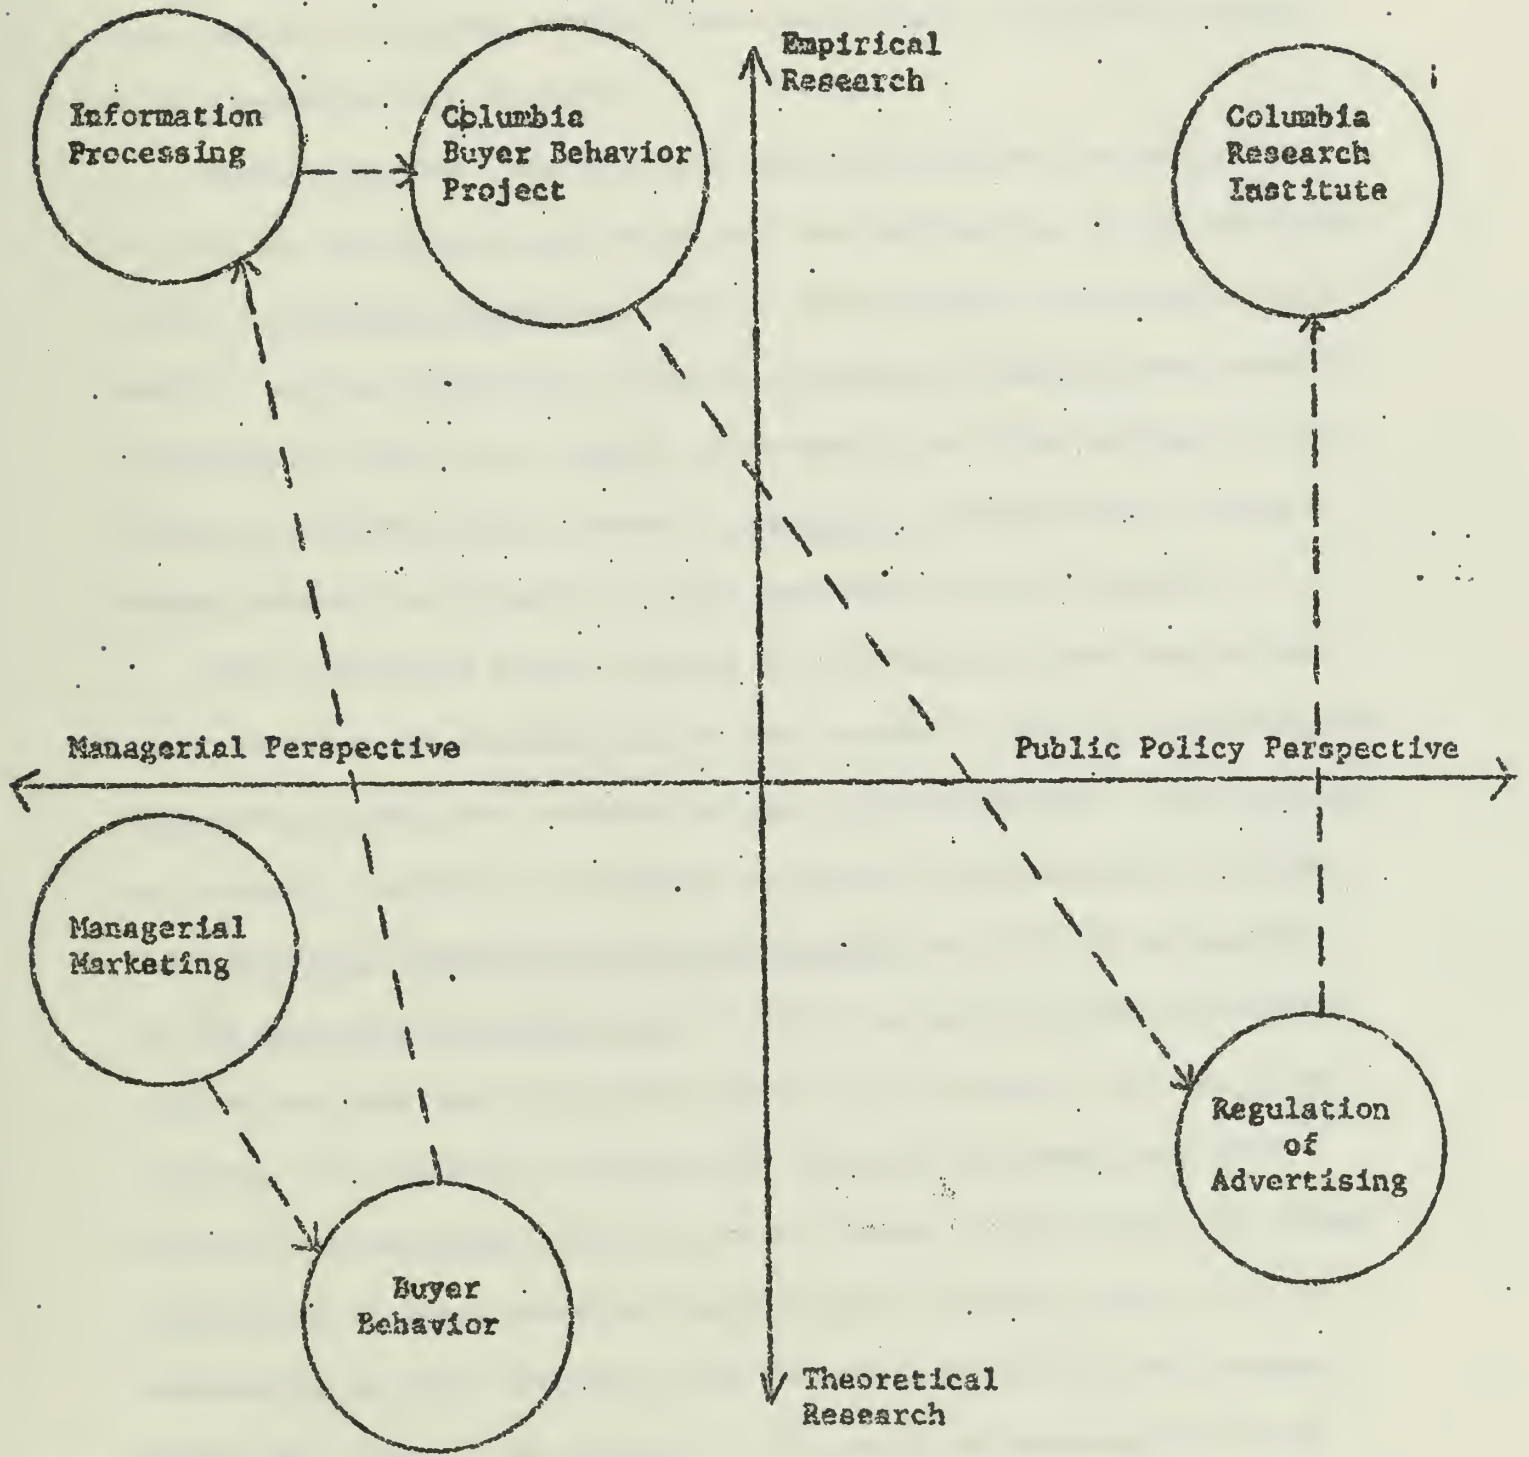 Empirical
Research
Information
Processing
Columbia
Buyer Behavior
Project
Columbia
Research
Institute
Managerial Perspective
Public Policy Perspective
Managerial
Marketing
Regulation
of
Advertising
Buyer
Behavior
Theoretical
Research